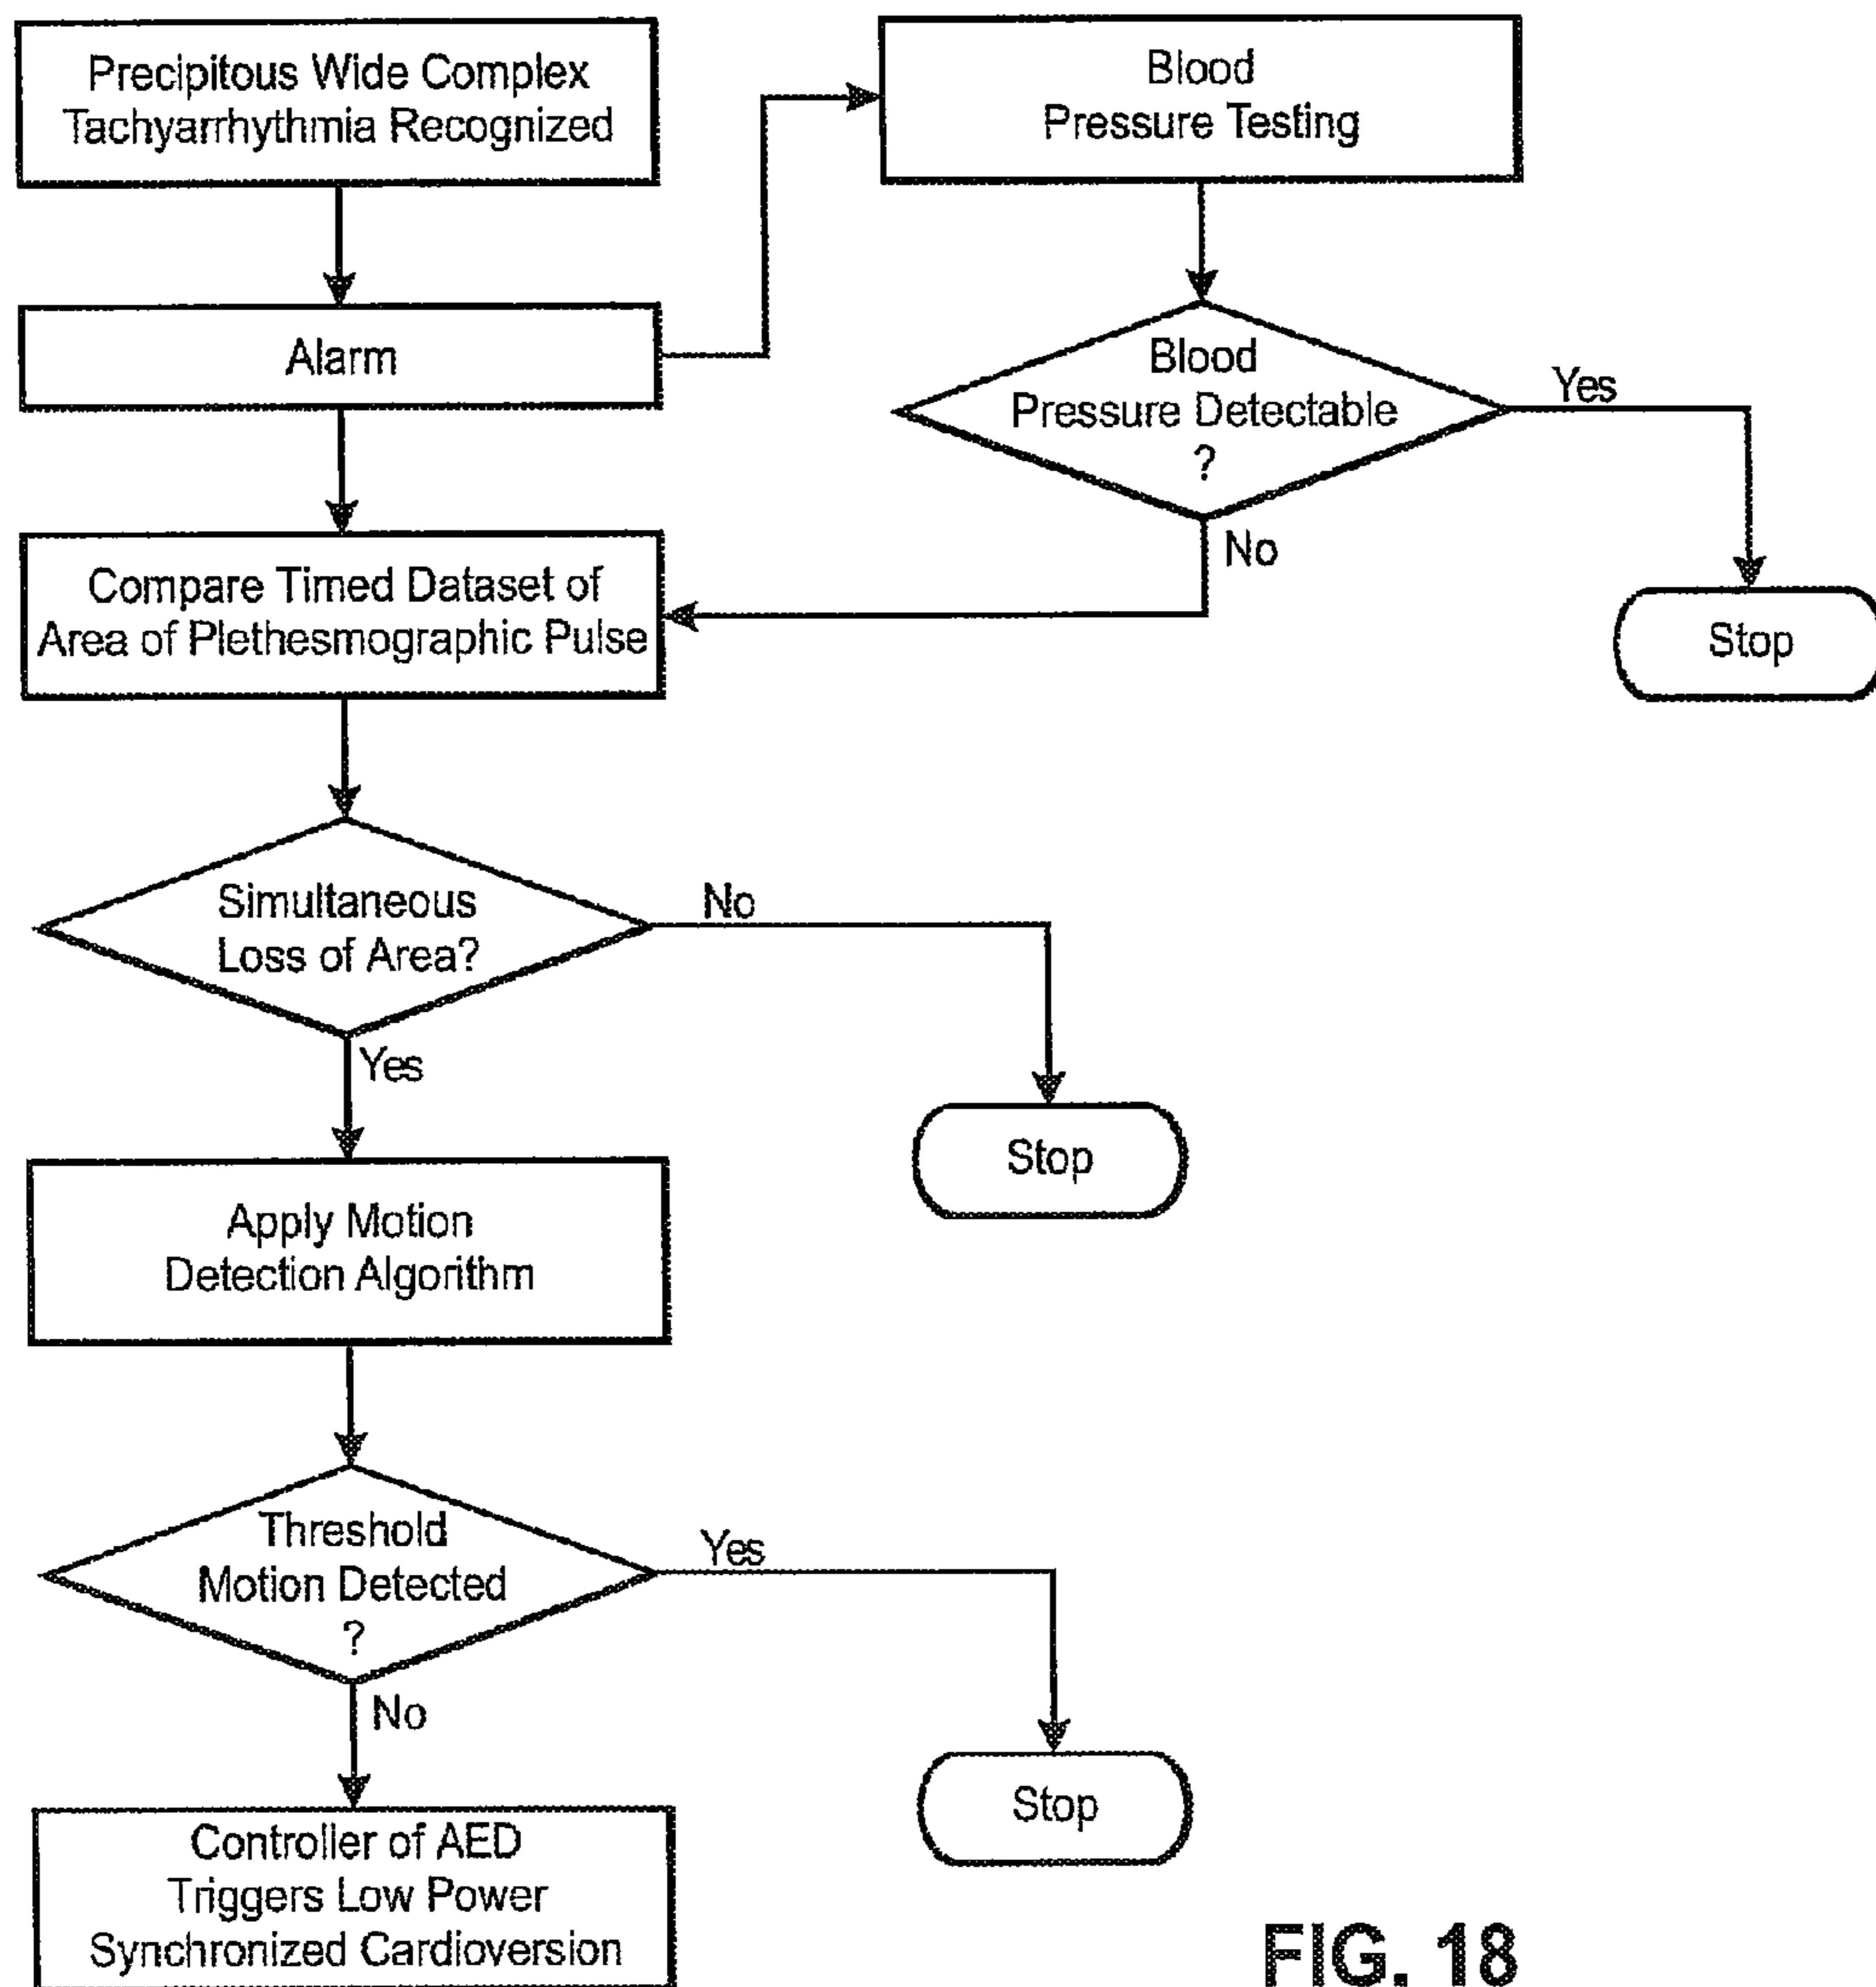 Precipitous Wide Complex
Tachyarrhythmia Recognized
Blood
Pressure Testing
Alarm
Blood
Pressure Detectable
?
Yes
No
Stop
Compare Timed Dataset of
Area of Plethesmographic Pulse
Simultaneous
Loss of Area?
No
Yes
Stop
Apply Motion
Detection Algorithm
Threshold
Motion Detected
?
Yes
No
Stop
Controller of AED
Triggers Low Power
Synchronized Cardioversion
FIG. 18